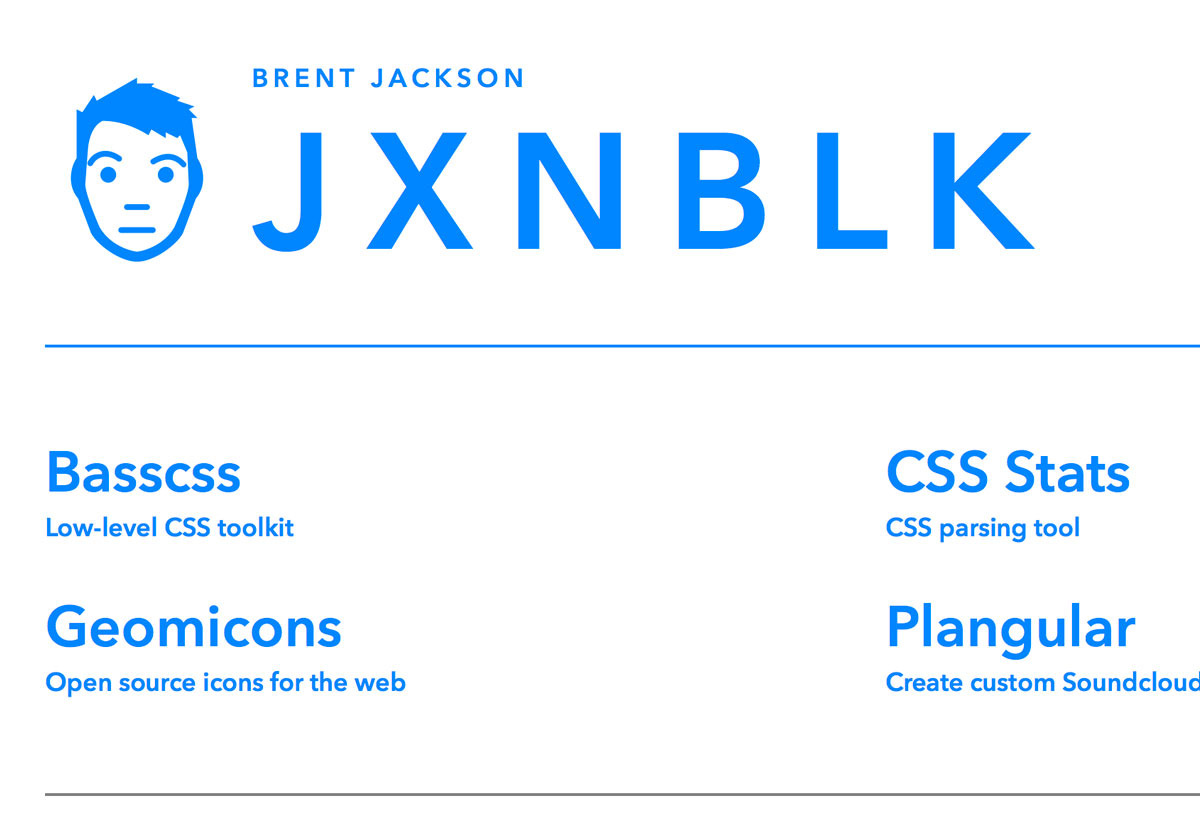 BRENT JACKSON
JXNBLK
Basscss
Low-level CSS toolkit
CSS Stats
CSS parsing tool
Geomicons
Open source icons for the web
Plangular
Create custom Soundcloud